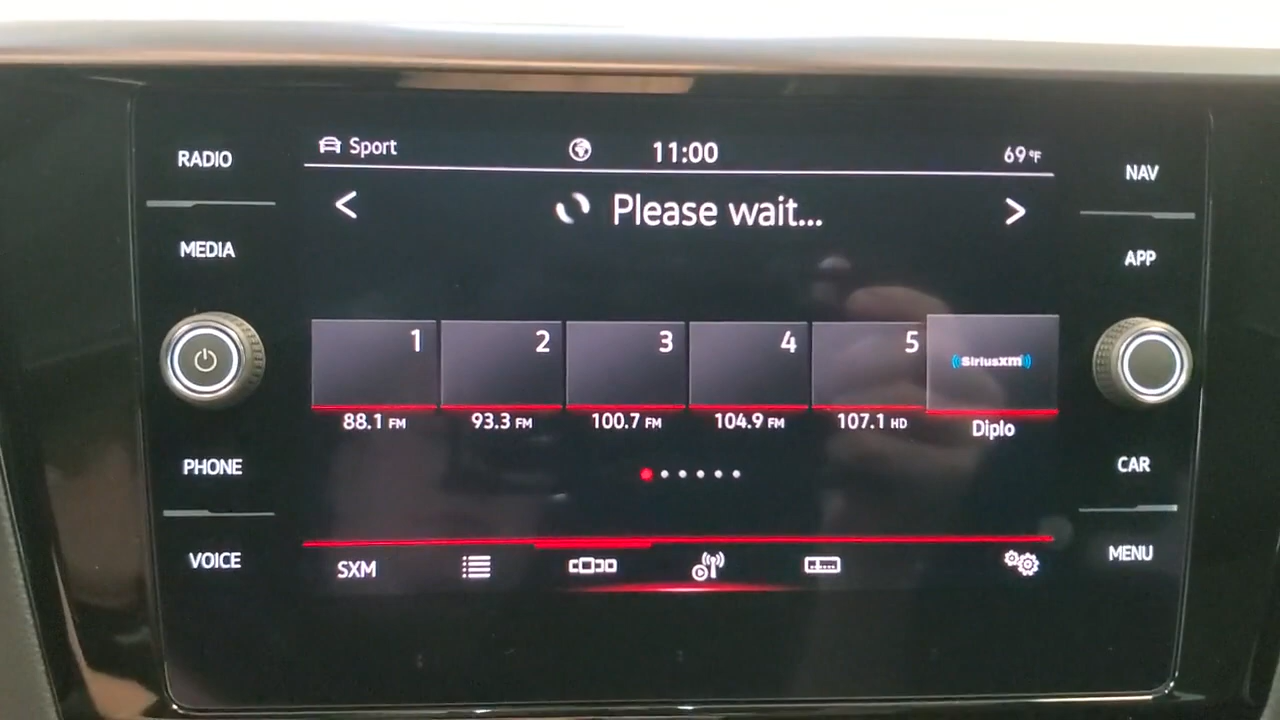 RADIO
MEDIA
PHONE
VOICE
Sport
11:00
69°F
< Please wait... >
1 2 3 4 5 ((SiriusXM))
88.1 FM 93.3 FM 100.7 FM 104.9 FM 107.1 HD Diplo
SXM
NAV
APP
CAR
MENU